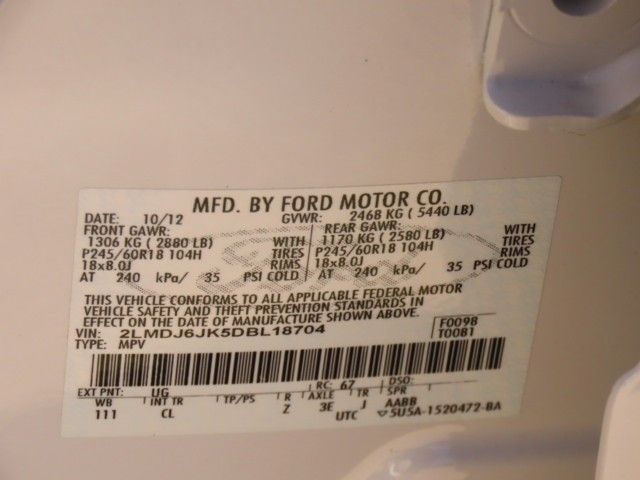 MFD. BY FORD MOTOR CO.
DATE: 10/12 GVWR: 2468 KG ( 5440 LB)
FRONT GAWR: REAR GAWR:
1306 KG ( 2880 LB) WITH 1170 KG ( 2580 LB) WITH
P245/60R18 104H TIRES P245/60R18 104H TIRES
18x8.0J RIMS 18x8.0J RIMS
AT 240 kPa/ 35 PSI COLD AT 240 kPa/ 35 PSI COLD
THIS VEHICLE CONFORMS TO ALL APPLICABLE FEDERAL MOTOR
VEHICLE SAFETY AND THEFT PREVENTION STANDARDS IN
EFFECT ON THE DATE OF MANUFACTURE SHOWN ABOVE.
VIN: 2LMDJ6JK5DBL18704 F0098
TYPE: MPV T0081
EXT PNT: UG RC: 67 DSO:
WB INT TR TP/PS R AXLE TR SPR
111 CL Z 3E J AABB
UTC 5U5A-1520472-BA